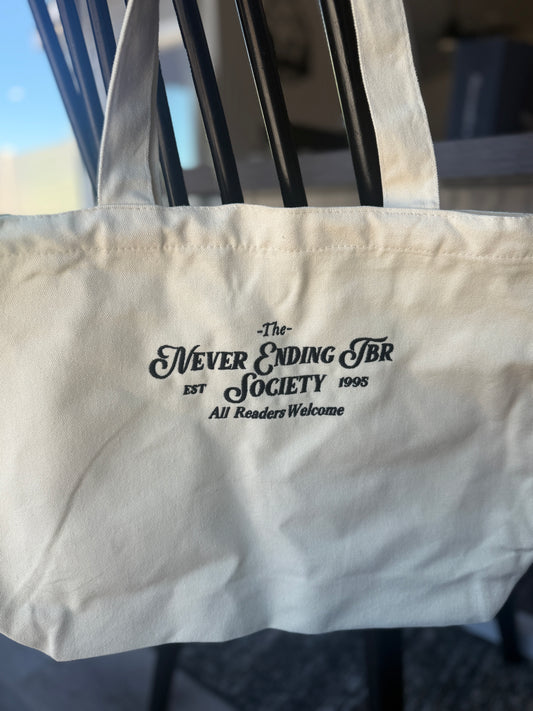 -The-
Never Ending TBR
EST Society 1995
All Readers Welcome